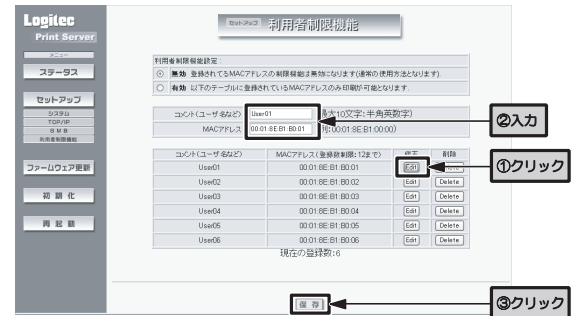 Logitec
Print Server
メニュー
ステータス
セットアップ
システム
TCP/IP
SMB
利用者制限機能
ファームウェア更新
初 期 化
再 起 動
セットアップ 利用者制限機能
利用者制限機能設定:
無効 登録されてるMACアドレスの制限機能は無効になります(通常の使用方法となります).
有効 以下のテーブルに登録されているMACアドレスのみ印刷が可能となります.
コメント(ユーザ名など) User01 最大10文字:半角英数字)
MACアドレス 00:01:8E:B1:B0:01 例:00:01:8E:B1:00:00)
②入力
コメント(ユーザ名など) MACアドレス(登録数制限:12まで) 修正 削除
User01 00:01:8E:B1:B0:01 Edit Delete
①クリック
User02 00:01:8E:B1:B0:02 Edit Delete
User03 00:01:8E:B1:B0:03 Edit Delete
User04 00:01:8E:B1:B0:04 Edit Delete
User05 00:01:8E:B1:B0:05 Edit Delete
User06 00:01:8E:B1:B0:06 Edit Delete
現在の登録数:6
保 存
③クリック